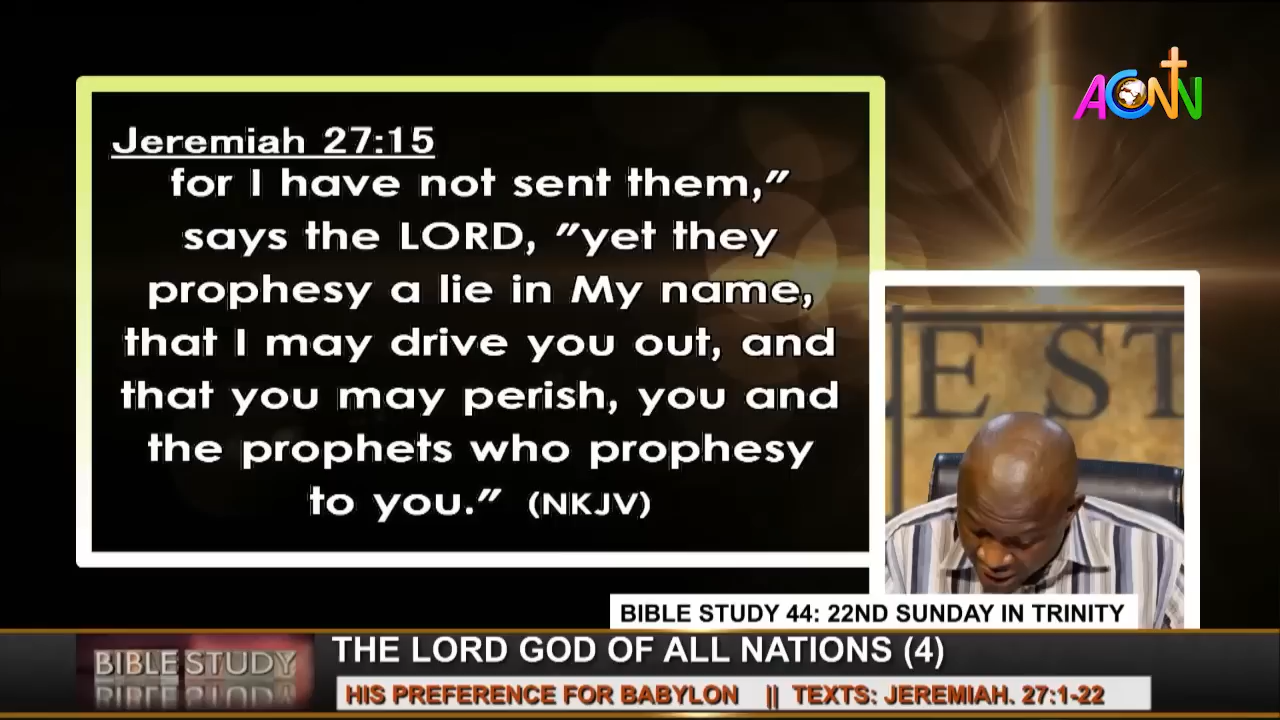 ACNN
Jeremiah 27:15
for I have not sent them,”
says the LORD, ”yet they
prophesy a lie in My name,
that I may drive you out, and
that you may perish, you and
the prophets who prophesy
to you.” (NKJV)
E ST
BIBLE STUDY 44: 22ND SUNDAY IN TRINITY
BIBLE STUDY
THE LORD GOD OF ALL NATIONS (4)
HIS PREFERENCE FOR BABYLON || TEXTS: JEREMIAH. 27:1-22